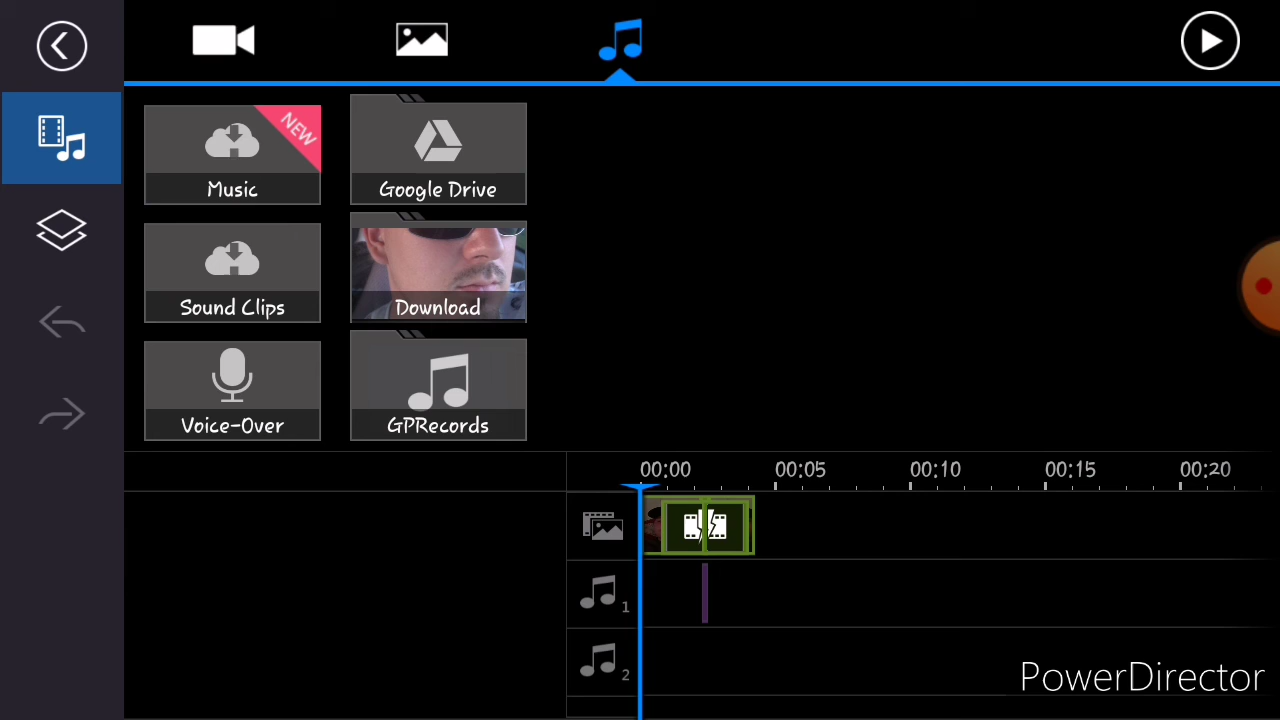 NEW
Music
Google Drive
Sound Clips
Download
Voice-Over
GPRecords
00:00 00:05 00:10 00:15 00:20
1
2
PowerDirector